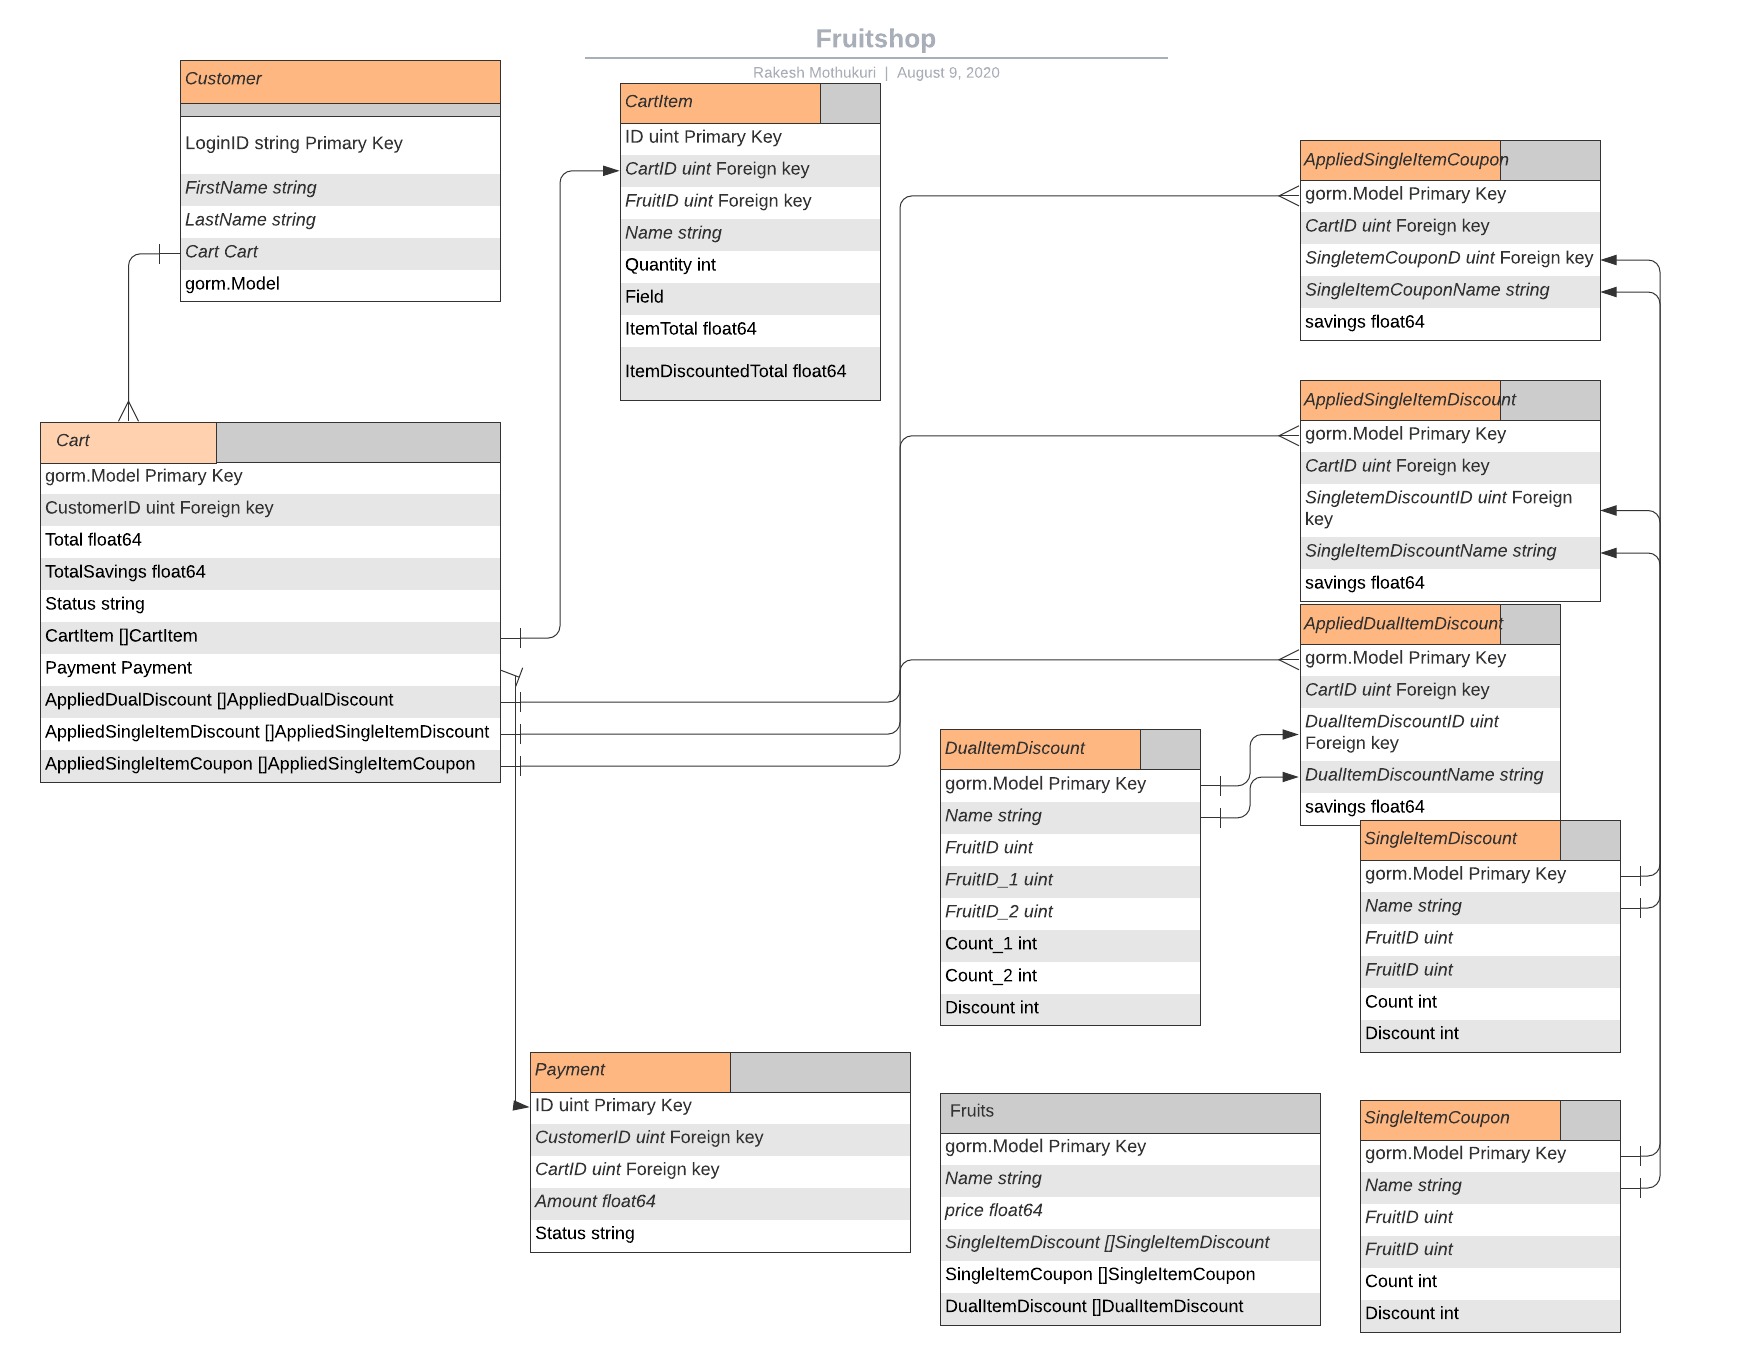 Fruitshop
Rakesh Mothukuri | August 9, 2020
Customer
LoginID string Primary Key
FirstName string
LastName string
Cart Cart
gorm.Model
CartItem
ID uint Primary Key
CartID uint Foreign key
FruitID uint Foreign key
Name string
Quantity int
Field
ItemTotal float64
ItemDiscountedTotal float64
AppliedSingleItemCoupon
gorm.Model Primary Key
CartID uint Foreign key
SingletemCouponD uint Foreign key
SingleItemCouponName string
savings float64
Cart
gorm.Model Primary Key
CustomerID uint Foreign key
Total float64
TotalSavings float64
Status string
CartItem []CartItem
Payment Payment
AppliedDualDiscount []AppliedDualDiscount
AppliedSingleItemDiscount []AppliedSingleItemDiscount
AppliedSingleItemCoupon []AppliedSingleItemCoupon
AppliedSingleItemDiscount
gorm.Model Primary Key
CartID uint Foreign key
SingletemDiscountID uint Foreign
key
SingleItemDiscountName string
savings float64
AppliedDualItemDiscount
gorm.Model Primary Key
CartID uint Foreign key
DualItemDiscountID uint
Foreign key
DualItemDiscountName string
savings float64
DualItemDiscount
gorm.Model Primary Key
Name string
FruitID uint
FruitID_1 uint
FruitID_2 uint
Count_1 int
Count_2 int
Discount int
SingleItemDiscount
gorm.Model Primary Key
Name string
FruitID uint
FruitID uint
Count int
Discount int
Payment
ID uint Primary Key
CustomerID uint Foreign key
CartID uint Foreign key
Amount float64
Status string
Fruits
gorm.Model Primary Key
Name string
price float64
SingleItemDiscount []SingleItemDiscount
SingleItemCoupon []SingleItemCoupon
DualItemDiscount []DualItemDiscount
SingleItemCoupon
gorm.Model Primary Key
Name string
FruitID uint
FruitID uint
Count int
Discount int